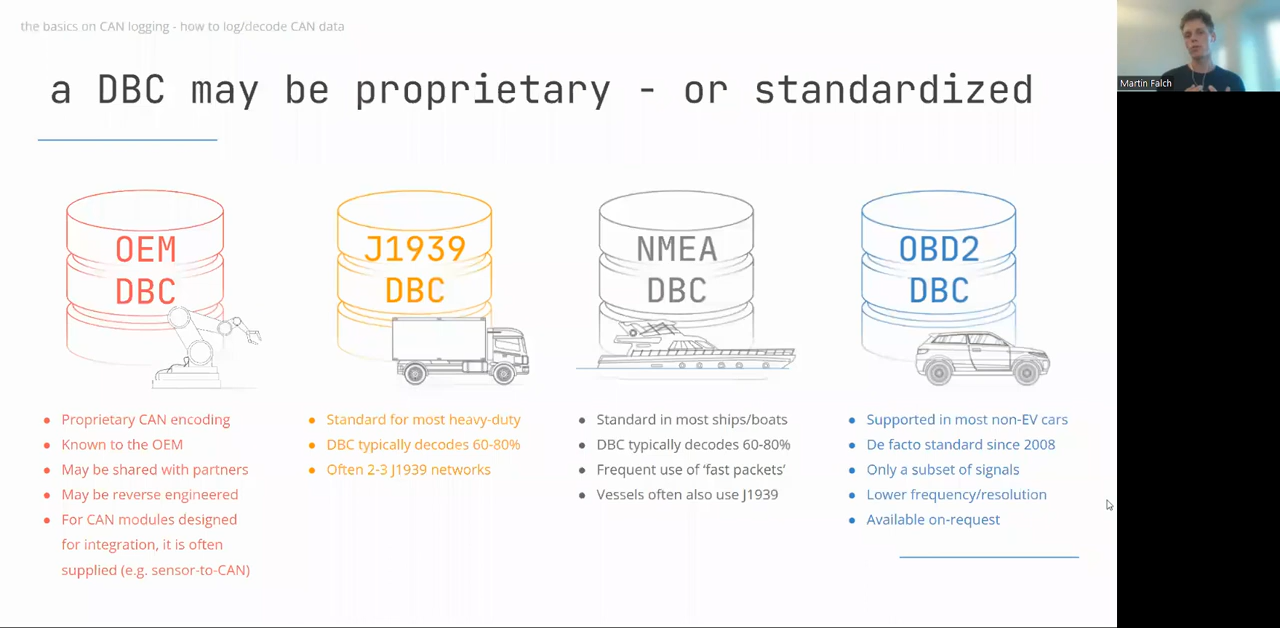 the basics on CAN logging - how to log/decode CAN data
a DBC may be proprietary - or standardized
Martin Falch
OEM
DBC
• Proprietary CAN encoding
• Known to the OEM
• May be shared with partners
• May be reverse engineered
• For CAN modules designed
for integration, it is often
supplied (e.g. sensor-to-CAN)
J1939
DBC
• Standard for most heavy-duty
• DBC typically decodes 60-80%
• Often 2-3 J1939 networks
NMEA
DBC
• Standard in most ships/boats
• DBC typically decodes 60-80%
• Frequent use of ‘fast packets’
• Vessels often also use J1939
OBD2
DBC
• Supported in most non-EV cars
• De facto standard since 2008
• Only a subset of signals
• Lower frequency/resolution
• Available on-request